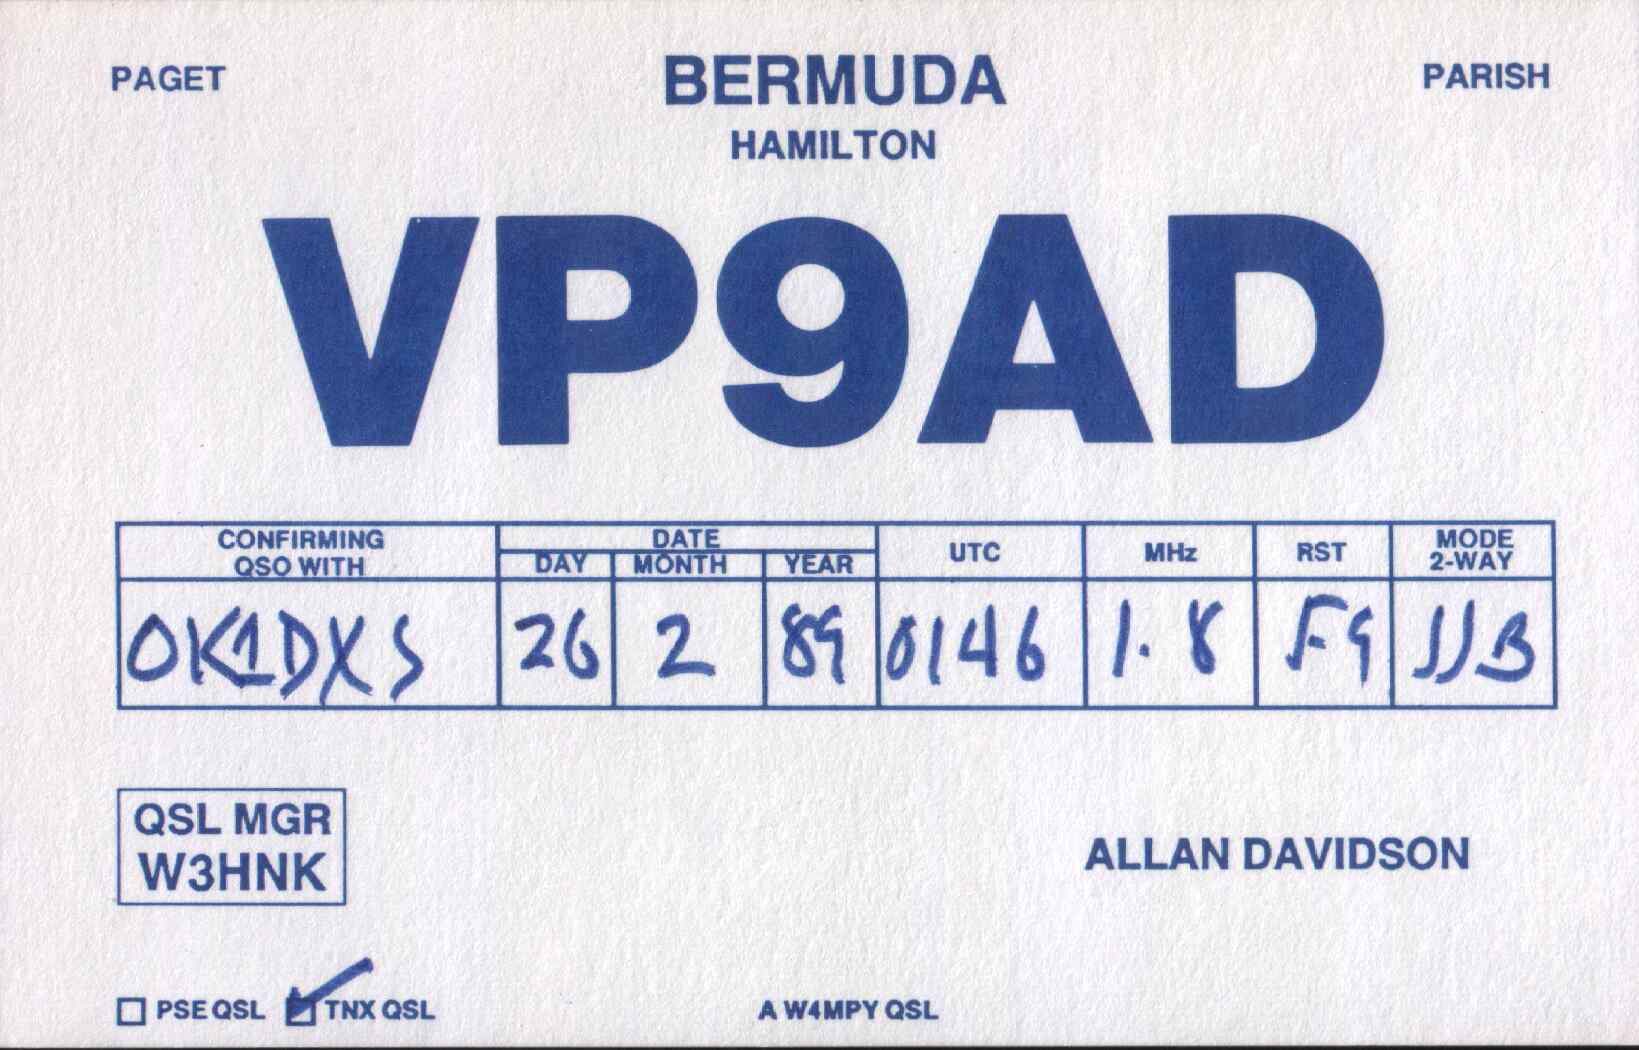 PAGET BERMUDA PARISH
HAMILTON
VP9AD
CONFIRMING QSO WITH DATE DAY MONTH YEAR UTC MHz RST MODE 2-WAY
OK1DXS 26 2 89 0146 1.8 59 SSB
QSL MGR
W3HNK
ALLAN DAVIDSON
PSE QSL TNX QSL A W4MPY QSL